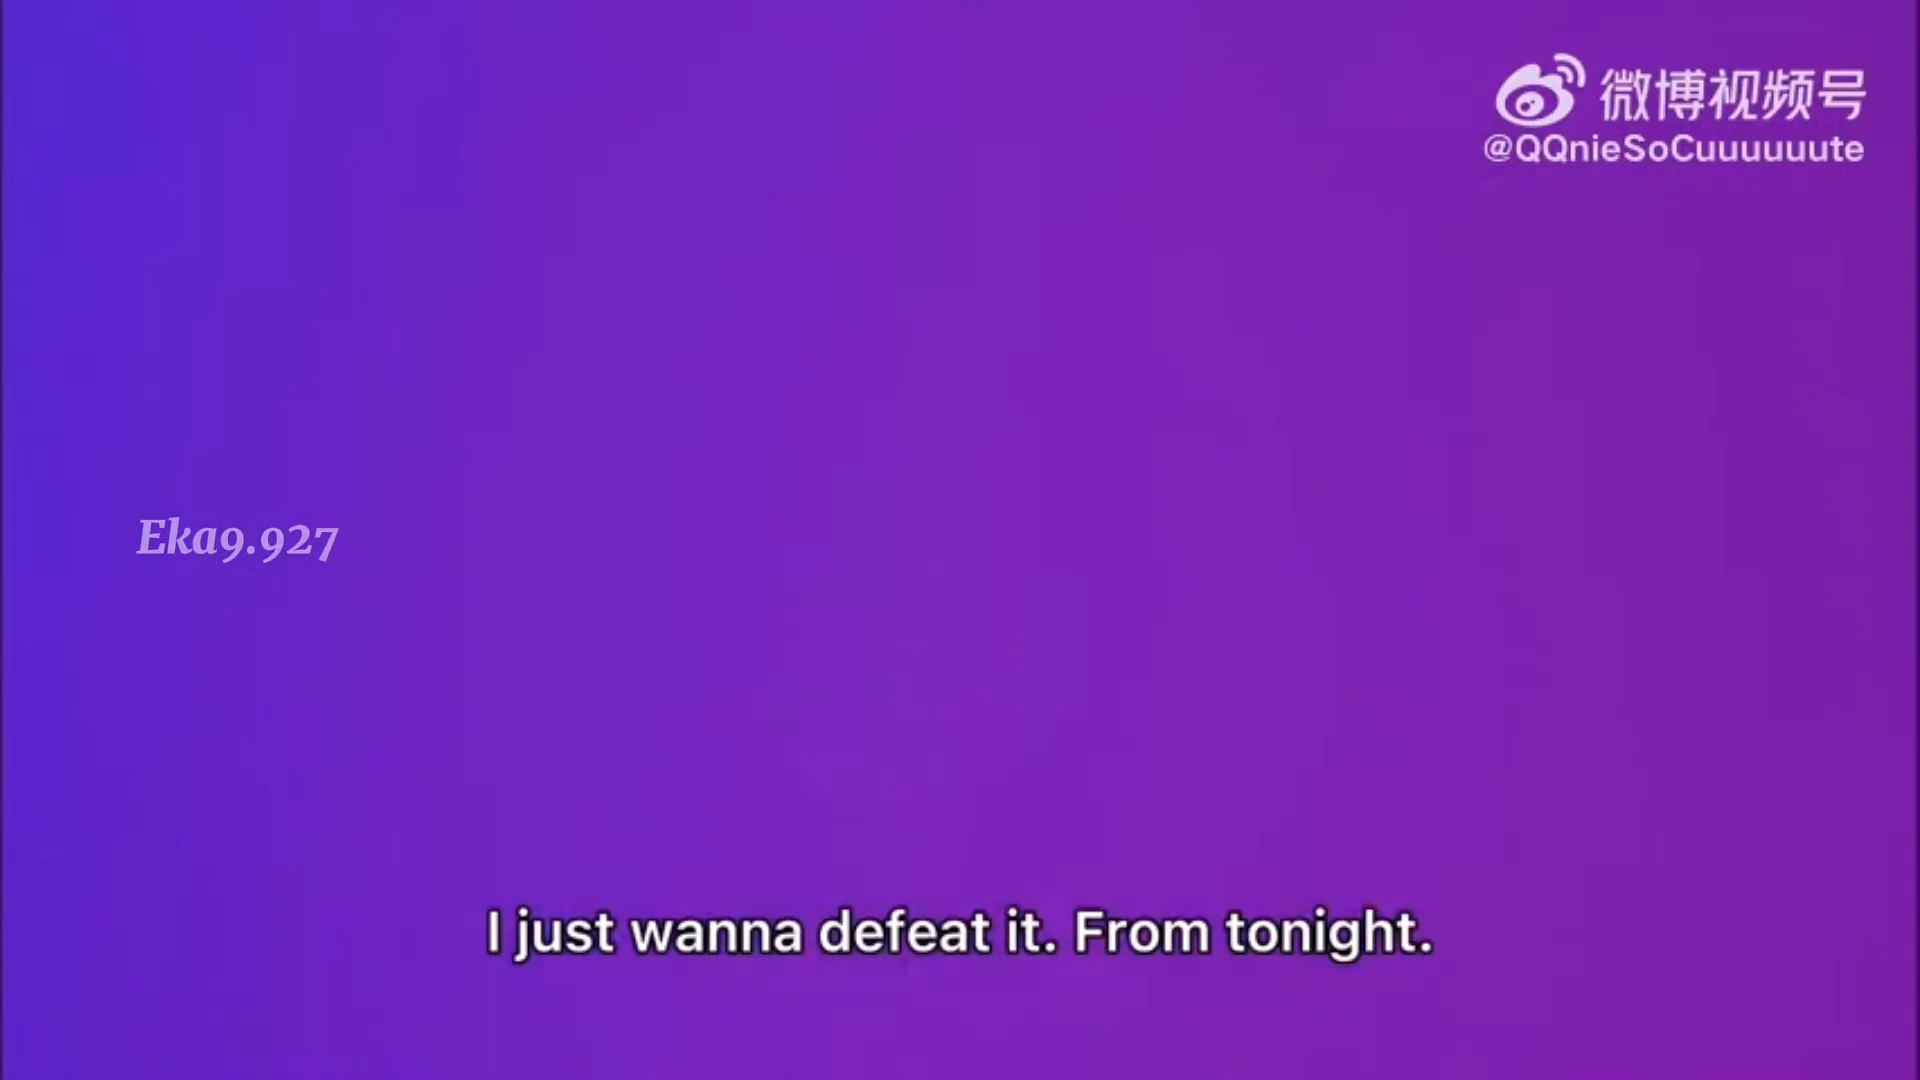 微博视频号
@QQnieSoCuuuuuute
Eka9.927
I just wanna defeat it. From tonight.